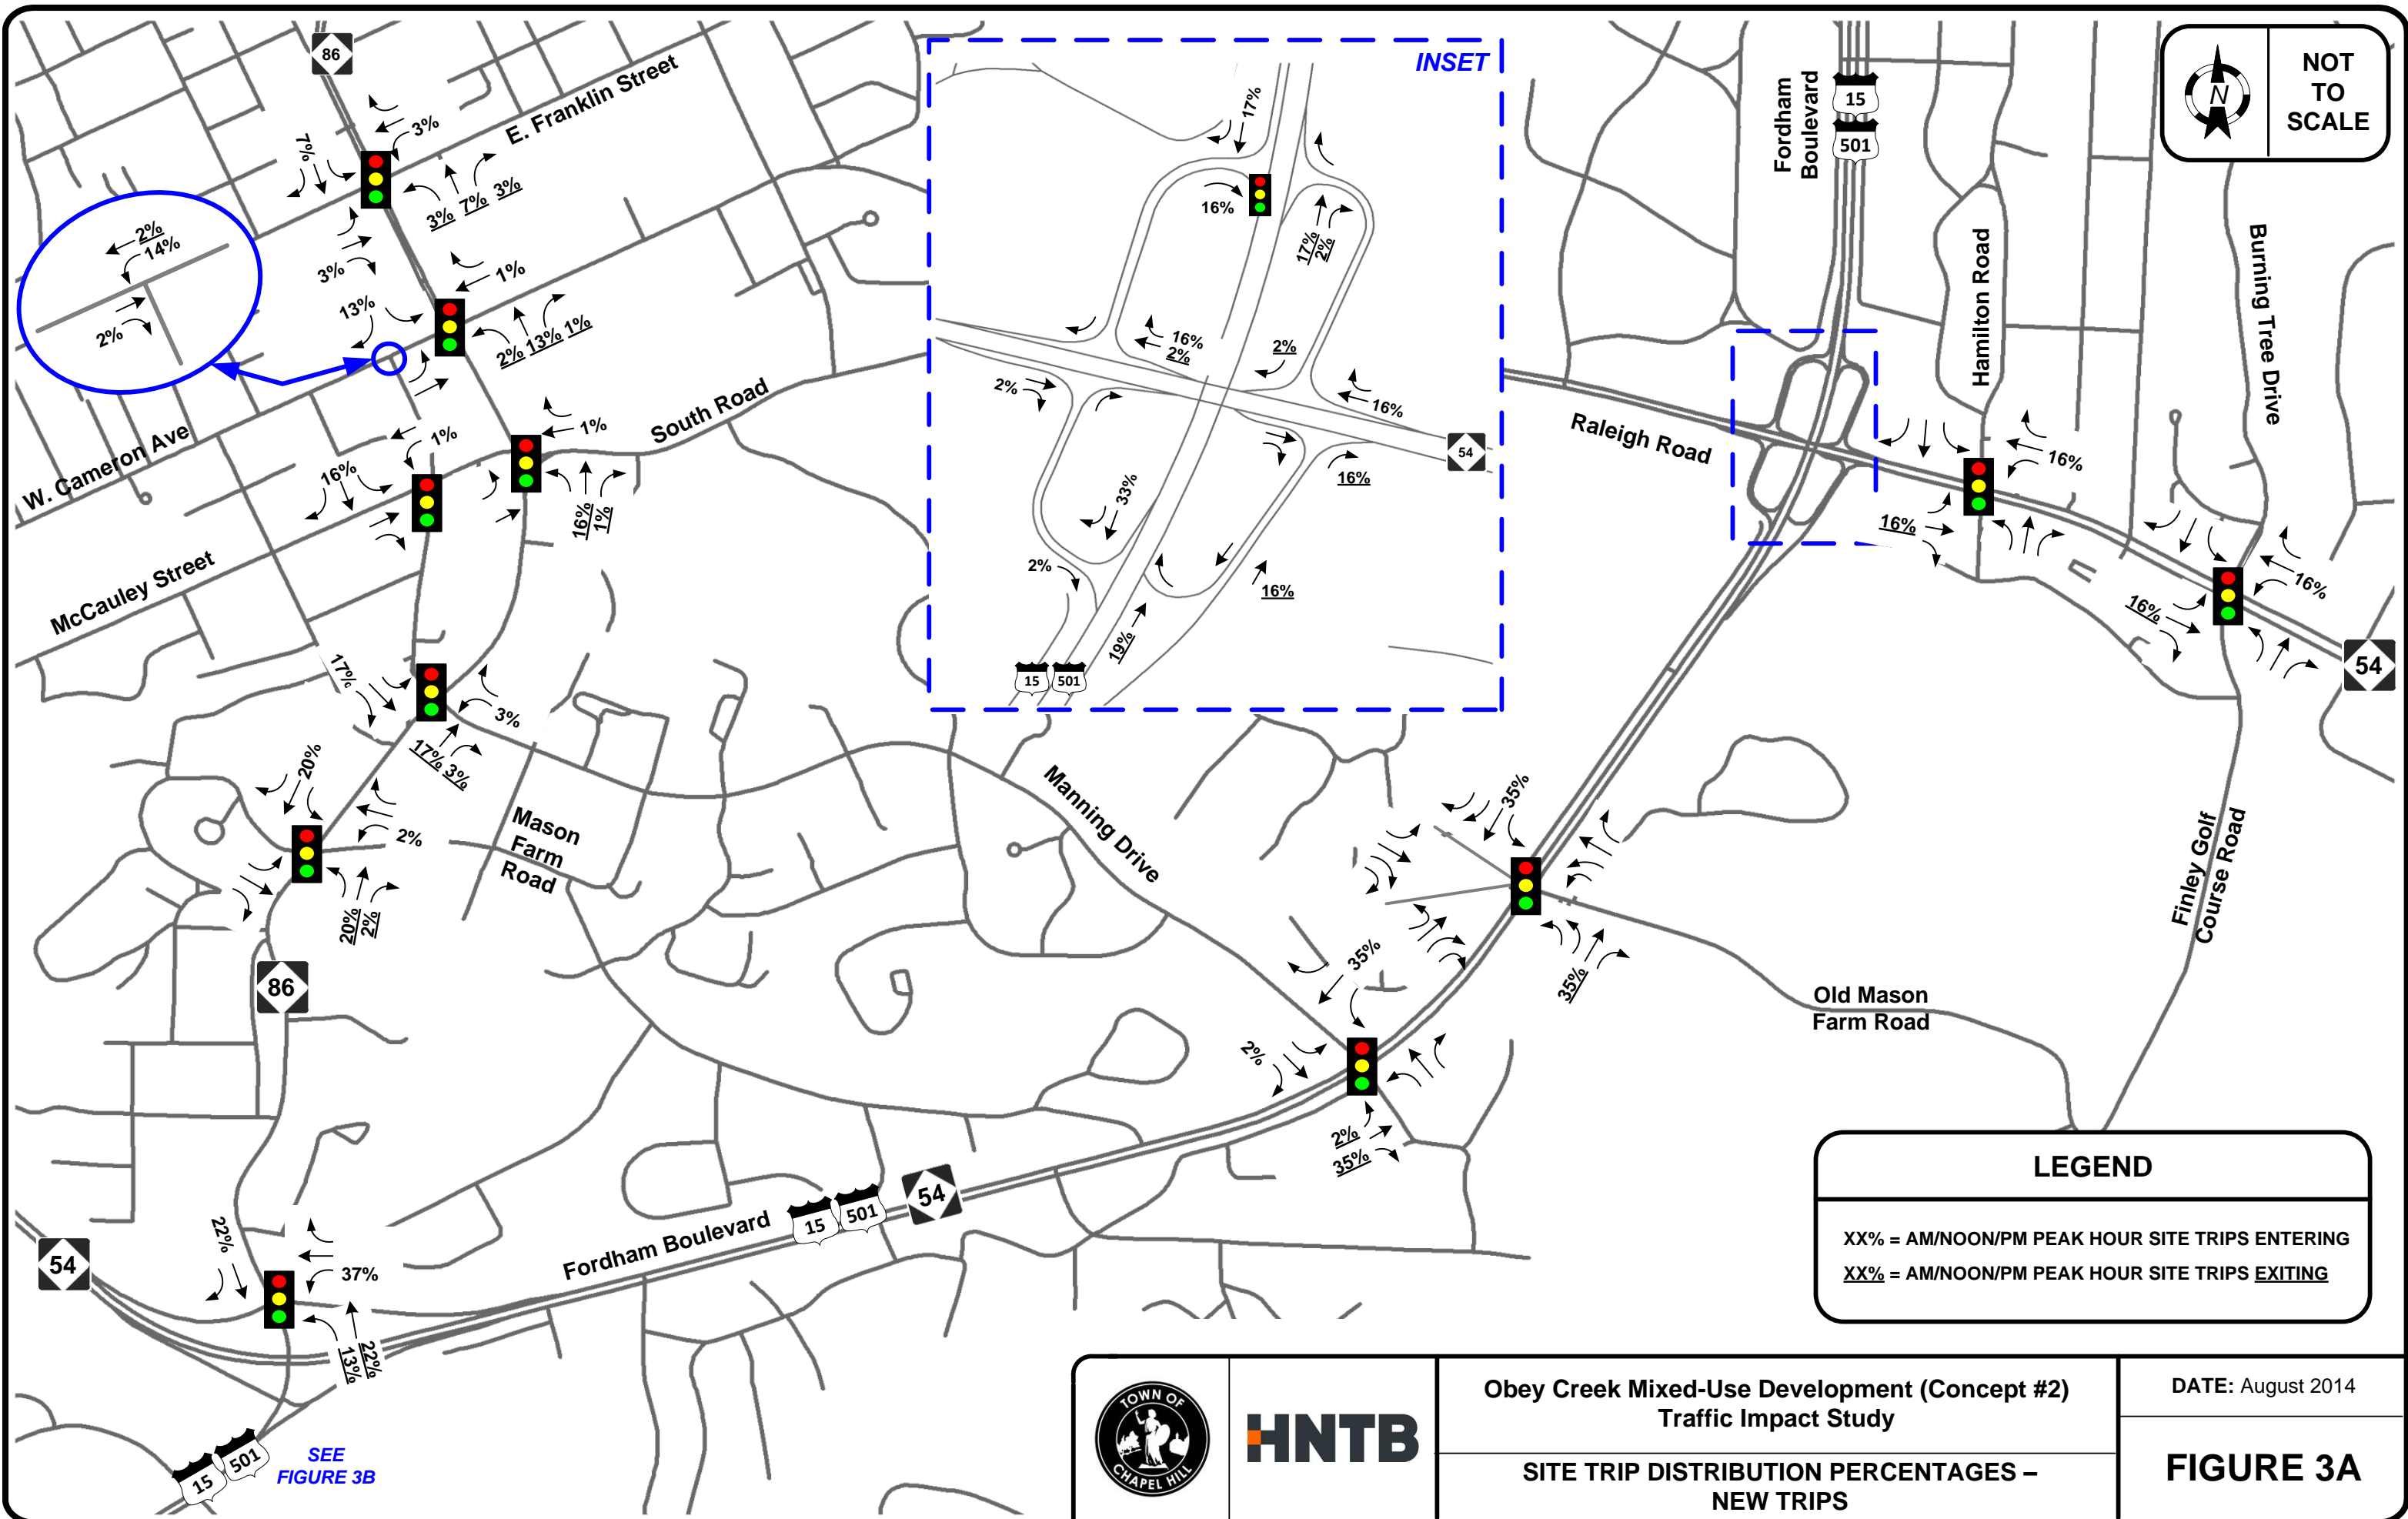 86
E. Franklin Street
3%
7%
3% 7% 3%
2%
14%
2%
3%
13%
1%
2% 13% 1%
W. Cameron Ave
South Road
1%
1%
16%
16%
1%
McCauley Street
17%
3%
17% 3%
20%
2%
20%
2%
Mason
Farm
Road
86
54
22%
37%
13%
22%
15
501
SEE
FIGURE 3B
Fordham Boulevard
15
501
54
INSET
17%
16%
17%
2%
16%
2%
2%
2%
16%
54
33%
16%
2%
16%
19%
15
501
Fordham
Boulevard
15
501
Raleigh Road
Hamilton Road
Burning Tree Drive
16%
16%
16%
16%
54
Finley Golf
Course Road
Manning Drive
35%
35%
Old Mason
Farm Road
35%
2%
2%
35%
N
NOT
TO
SCALE
LEGEND
XX% = AM/NOON/PM PEAK HOUR SITE TRIPS ENTERING
XX% = AM/NOON/PM PEAK HOUR SITE TRIPS EXITING
TOWN OF
CHAPEL HILL
HNTB
Obey Creek Mixed-Use Development (Concept #2)
Traffic Impact Study
SITE TRIP DISTRIBUTION PERCENTAGES –
NEW TRIPS
DATE: August 2014
FIGURE 3A